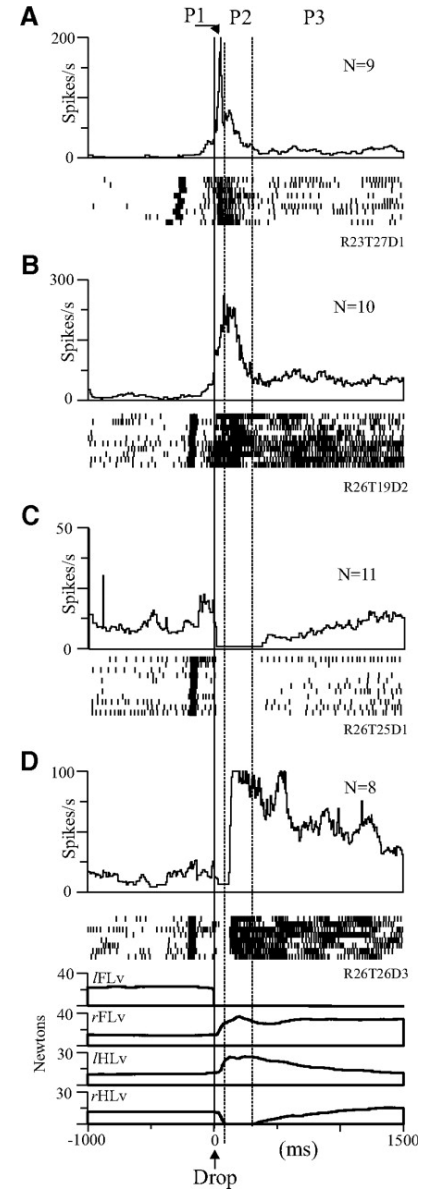 A P1 P2 P3
200
Spikes/s
N=9
0
R23T27D1
B
300
Spikes/s
N=10
0
R26T19D2
C
50
Spikes/s
N=11
0
R26T25D1
D
100
Spikes/s
N=8
0
R26T26D3
40 lFLv
40 rFLv
Newtons
30 lHLv
30 rHLv
-1000 0 (ms) 1500
Drop